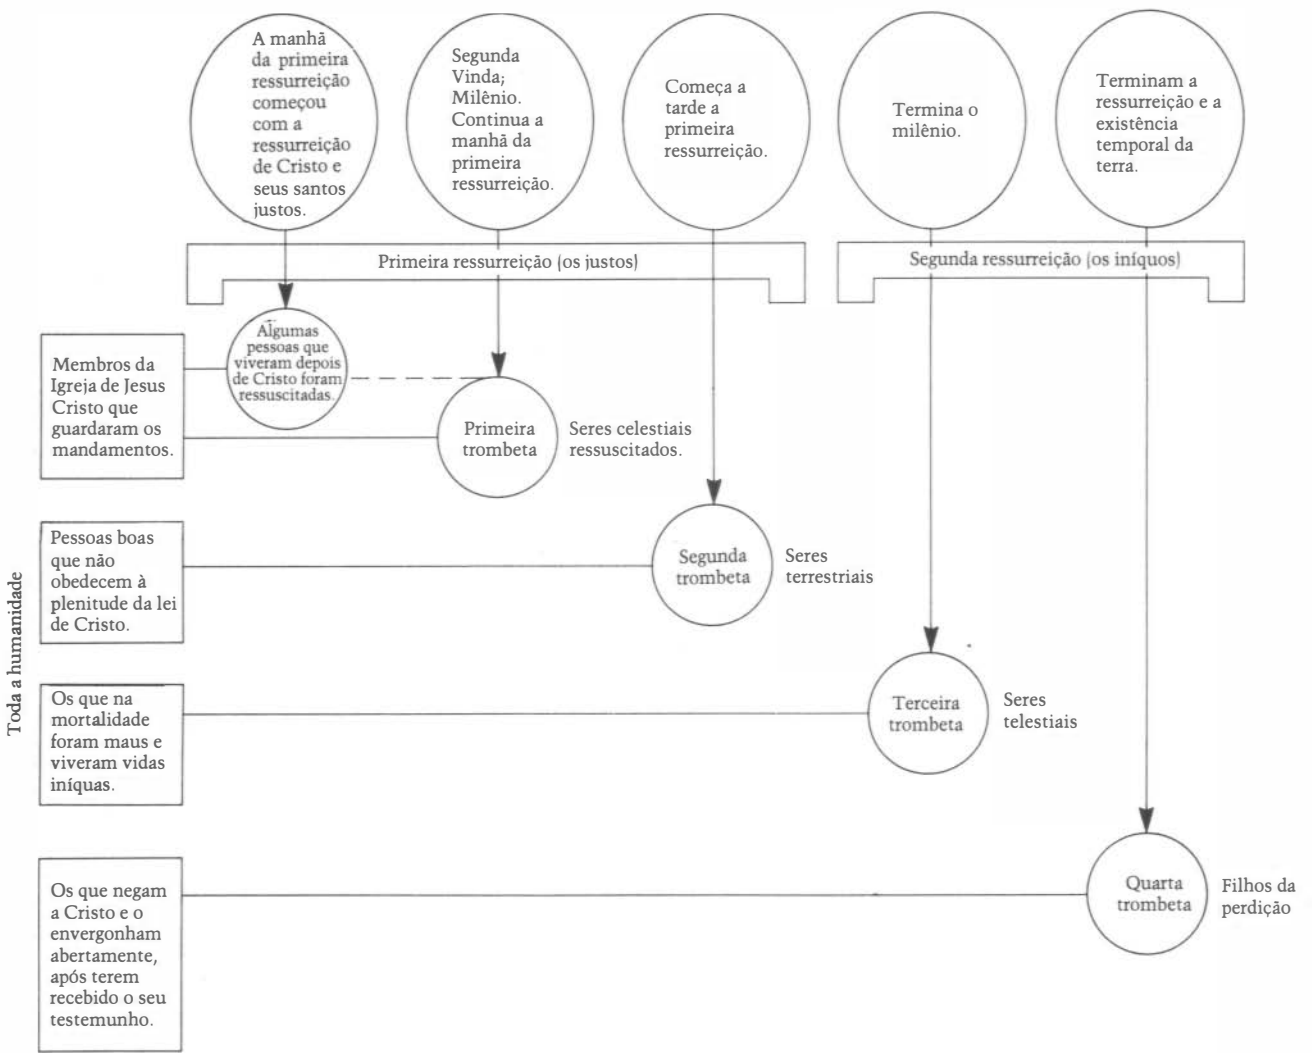 A manhã
da primeira
ressurreição
começou
com a
ressurreição
de Cristo e
seus santos
justos.
Segunda
Vinda;
Milênio.
Continua a
manhã da
primeira
ressurreição.
Começa a
tarde a
primeira
ressurreição.
Termina o
milênio.
Terminam a
ressurreição e a
existência
temporal da
terra.
Primeira ressurreição (os justos)
Segunda ressurreição (os iníquos)
Toda a humanidade
Membros da
Igreja de Jesus
Cristo que
guardaram os
mandamentos.
Algumas
pessoas que
viveram depois
de Cristo foram
ressuscitadas.
Primeira
trombeta
Seres celestiais
ressuscitados.
Pessoas boas
que não
obedecem à
plenitude da lei
de Cristo.
Segunda
trombeta
Seres
terrestriais
Os que na
mortalidade
foram maus e
viveram vidas
iníquas.
Terceira
trombeta
Seres
telestiais
Os que negam
a Cristo e o
envergonham
abertamente,
após terem
recebido o seu
testemunho.
Quarta
trombeta
Filhos da
perdição